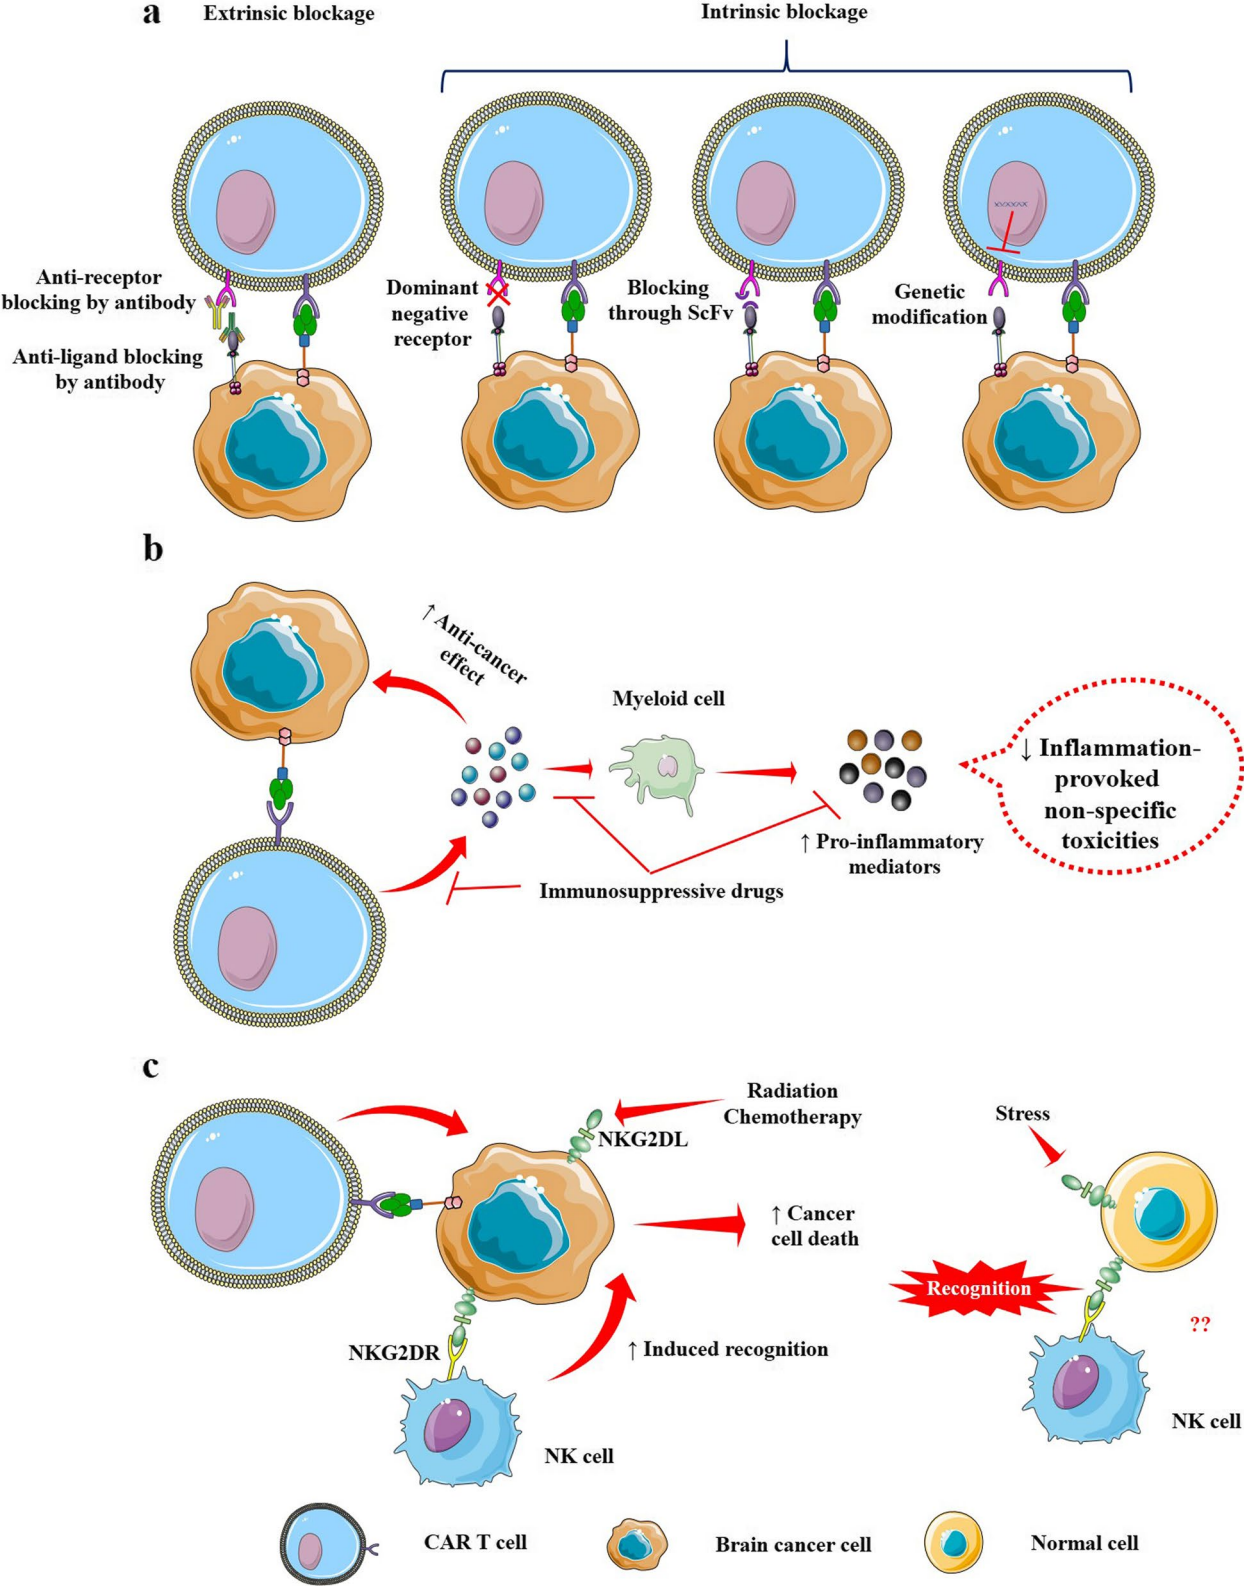 a
Extrinsic blockage
Intrinsic blockage
Anti-receptor
blocking by antibody
Anti-ligand blocking
by antibody
Dominant
negative
receptor
Blocking
through ScFv
Genetic
modification
b
↑ Anti-cancer
effect
Myeloid cell
↓ Inflammation-
provoked
non-specific
toxicities
↑ Pro-inflammatory
mediators
Immunosuppressive drugs
c
Radiation
Chemotherapy
NKG2DL
Stress
↑ Cancer
cell death
Recognition
??
NKG2DR
↑ Induced recognition
NK cell
NK cell
CAR T cell
Brain cancer cell
Normal cell